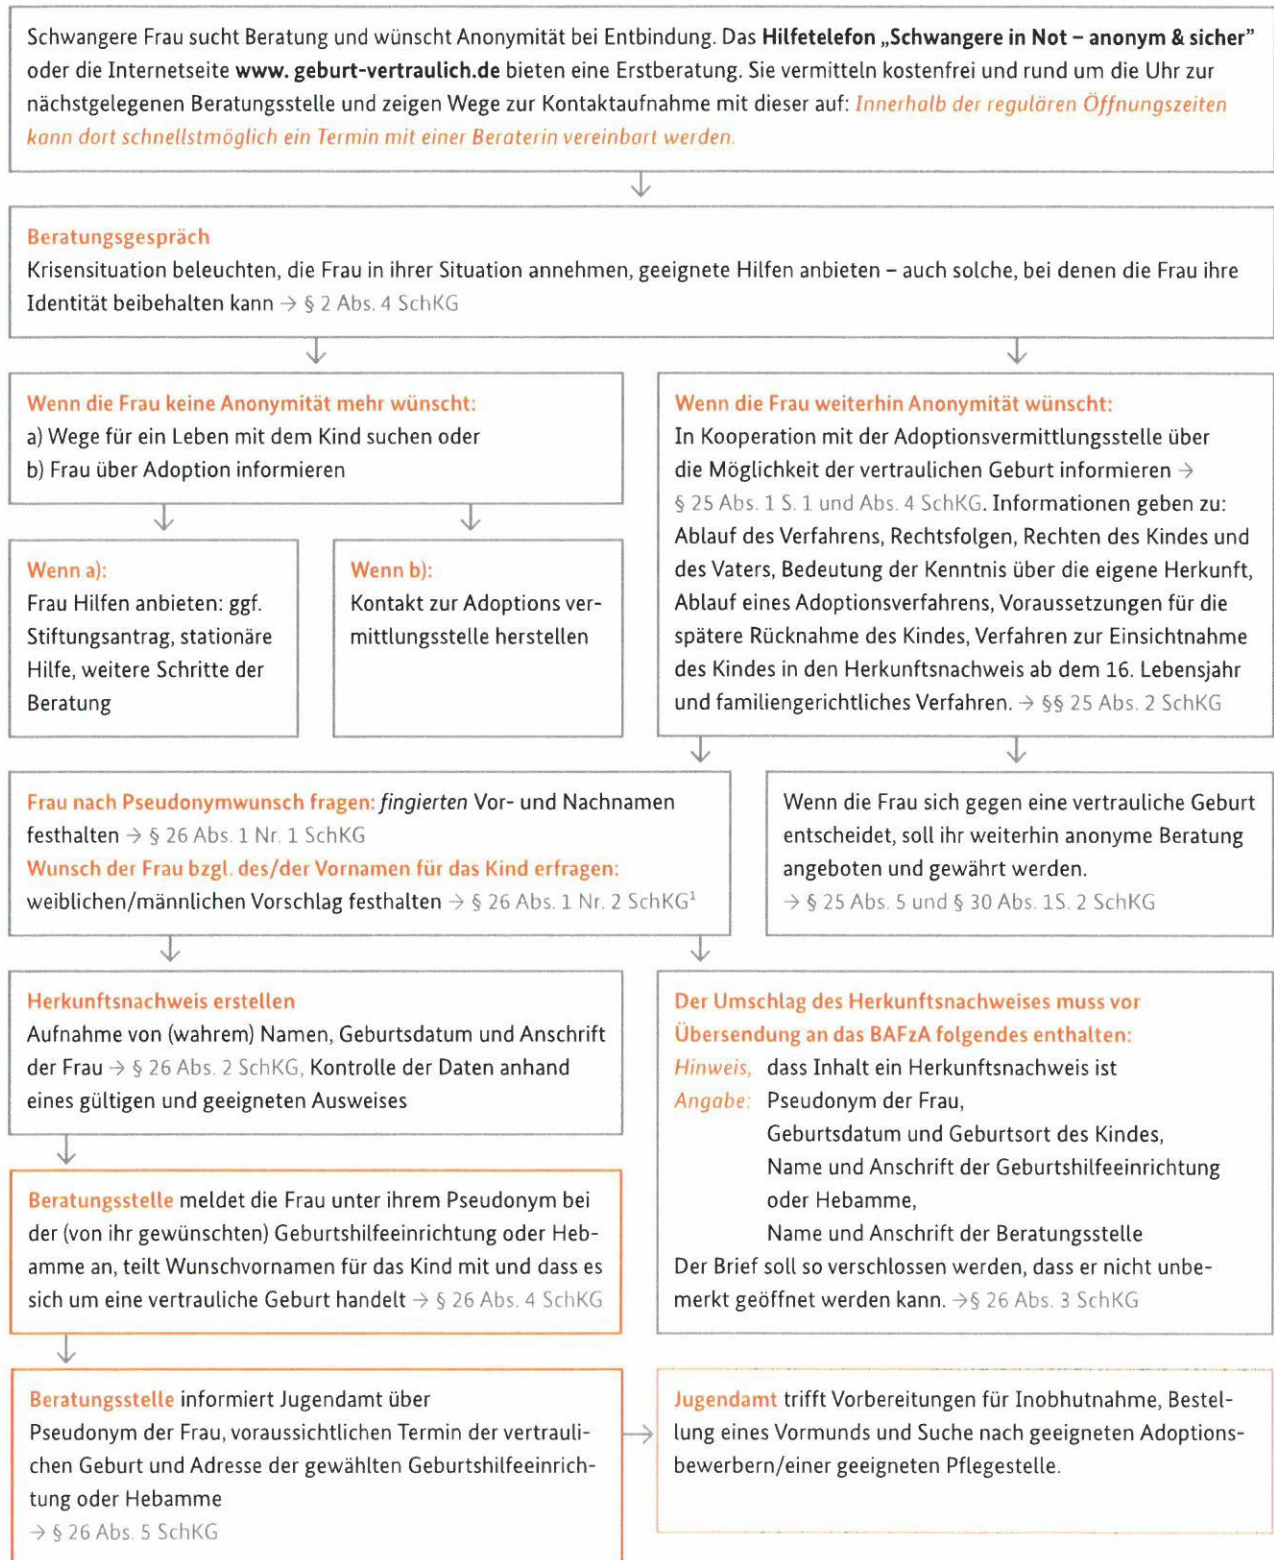 Schwangere Frau sucht Beratung und wünscht Anonymität bei Entbindung. Das Hilfetelefon „Schwangere in Not – anonym & sicher”
oder die Internetseite www. geburt-vertraulich.de bieten eine Erstberatung. Sie vermitteln kostenfrei und rund um die Uhr zur
nächstgelegenen Beratungsstelle und zeigen Wege zur Kontaktaufnahme mit dieser auf: Innerhalb der regulären Öffnungszeiten
kann dort schnellstmöglich ein Termin mit einer Beraterin vereinbart werden.
Beratungsgespräch
Krisensituation beleuchten, die Frau in ihrer Situation annehmen, geeignete Hilfen anbieten – auch solche, bei denen die Frau ihre
Identität beibehalten kann → § 2 Abs. 4 SchKG
Wenn die Frau keine Anonymität mehr wünscht:
a) Wege für ein Leben mit dem Kind suchen oder
b) Frau über Adoption informieren
Wenn a):
Frau Hilfen anbieten: ggf.
Stiftungsantrag, stationäre
Hilfe, weitere Schritte der
Beratung
Wenn b):
Kontakt zur Adoptions ver-
mittlungsstelle herstellen
Wenn die Frau weiterhin Anonymität wünscht:
In Kooperation mit der Adoptionsvermittlungsstelle über
die Möglichkeit der vertraulichen Geburt informieren →
§ 25 Abs. 1 S. 1 und Abs. 4 SchKG. Informationen geben zu:
Ablauf des Verfahrens, Rechtsfolgen, Rechten des Kindes und
des Vaters, Bedeutung der Kenntnis über die eigene Herkunft,
Ablauf eines Adoptionsverfahrens, Voraussetzungen für die
spätere Rücknahme des Kindes, Verfahren zur Einsichtnahme
des Kindes in den Herkunftsnachweis ab dem 16. Lebensjahr
und familiengerichtliches Verfahren. → §§ 25 Abs. 2 SchKG
Frau nach Pseudonymwunsch fragen: fingierten Vor- und Nachnamen
festhalten → § 26 Abs. 1 Nr. 1 SchKG
Wunsch der Frau bzgl. des/der Vornamen für das Kind erfragen:
weiblichen/männlichen Vorschlag festhalten → § 26 Abs. 1 Nr. 2 SchKG¹
Wenn die Frau sich gegen eine vertrauliche Geburt
entscheidet, soll ihr weiterhin anonyme Beratung
angeboten und gewährt werden.
→ § 25 Abs. 5 und § 30 Abs. 1S. 2 SchKG
Herkunftsnachweis erstellen
Aufnahme von (wahrem) Namen, Geburtsdatum und Anschrift
der Frau → § 26 Abs. 2 SchKG, Kontrolle der Daten anhand
eines gültigen und geeigneten Ausweises
Der Umschlag des Herkunftsnachweises muss vor
Übersendung an das BAFzA folgendes enthalten:
Hinweis, dass Inhalt ein Herkunftsnachweis ist
Angabe: Pseudonym der Frau,
Geburtsdatum und Geburtsort des Kindes,
Name und Anschrift der Geburtshilfeeinrichtung
oder Hebamme,
Name und Anschrift der Beratungsstelle
Der Brief soll so verschlossen werden, dass er nicht unbe-
merkt geöffnet werden kann. →§ 26 Abs. 3 SchKG
Beratungsstelle meldet die Frau unter ihrem Pseudonym bei
der (von ihr gewünschten) Geburtshilfeeinrichtung oder Heb-
amme an, teilt Wunschvornamen für das Kind mit und dass es
sich um eine vertrauliche Geburt handelt → § 26 Abs. 4 SchKG
Beratungsstelle informiert Jugendamt über
Pseudonym der Frau, voraussichtlichen Termin der vertrauli-
chen Geburt und Adresse der gewählten Geburtshilfeeinrich-
tung oder Hebamme
→ § 26 Abs. 5 SchKG
Jugendamt trifft Vorbereitungen für Inobhutnahme, Bestel-
lung eines Vormunds und Suche nach geeigneten Adoptions-
bewerbern/einer geeigneten Pflegestelle.